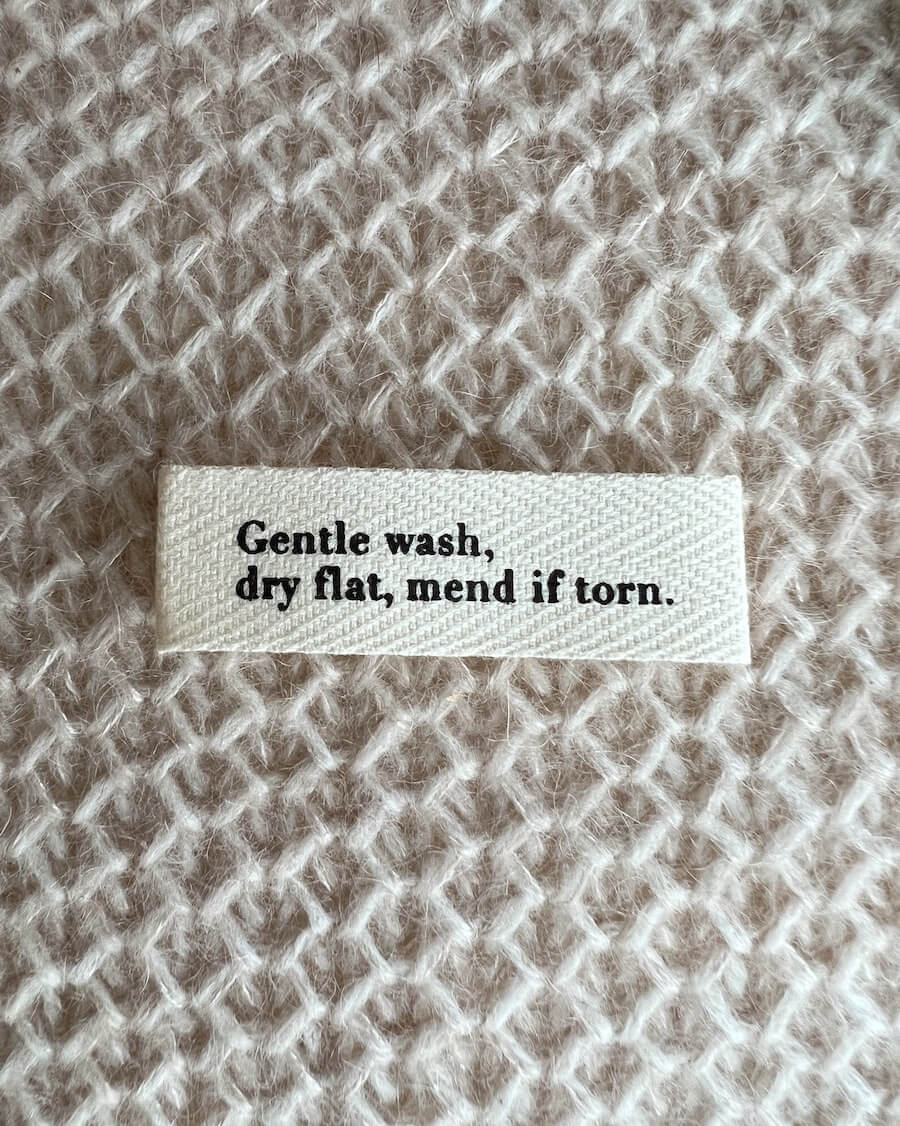 Gentle wash,
dry flat, mend if torn.